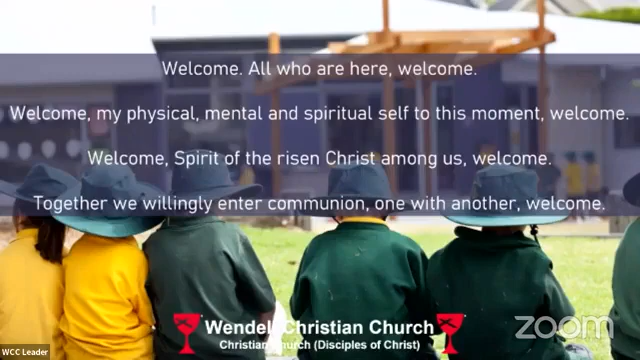 Welcome. All who are here, welcome.
Welcome, my physical, mental and spiritual self to this moment, welcome.
Welcome, Spirit of the risen Christ among us, welcome.
Together we willingly enter communion, one with another, welcome.
Wendell Christian Church
Christian Church (Disciples of Christ)
zoom
WCC Leader